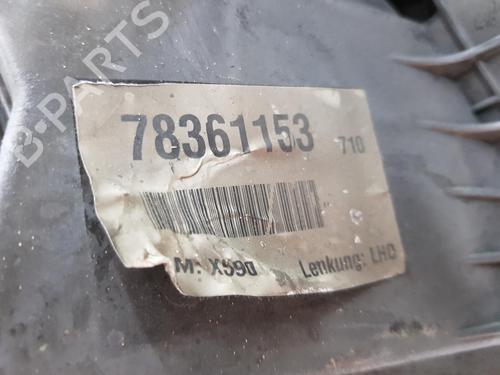 B-PARTS
78361153 710
M: X590 Lenkung: LHD